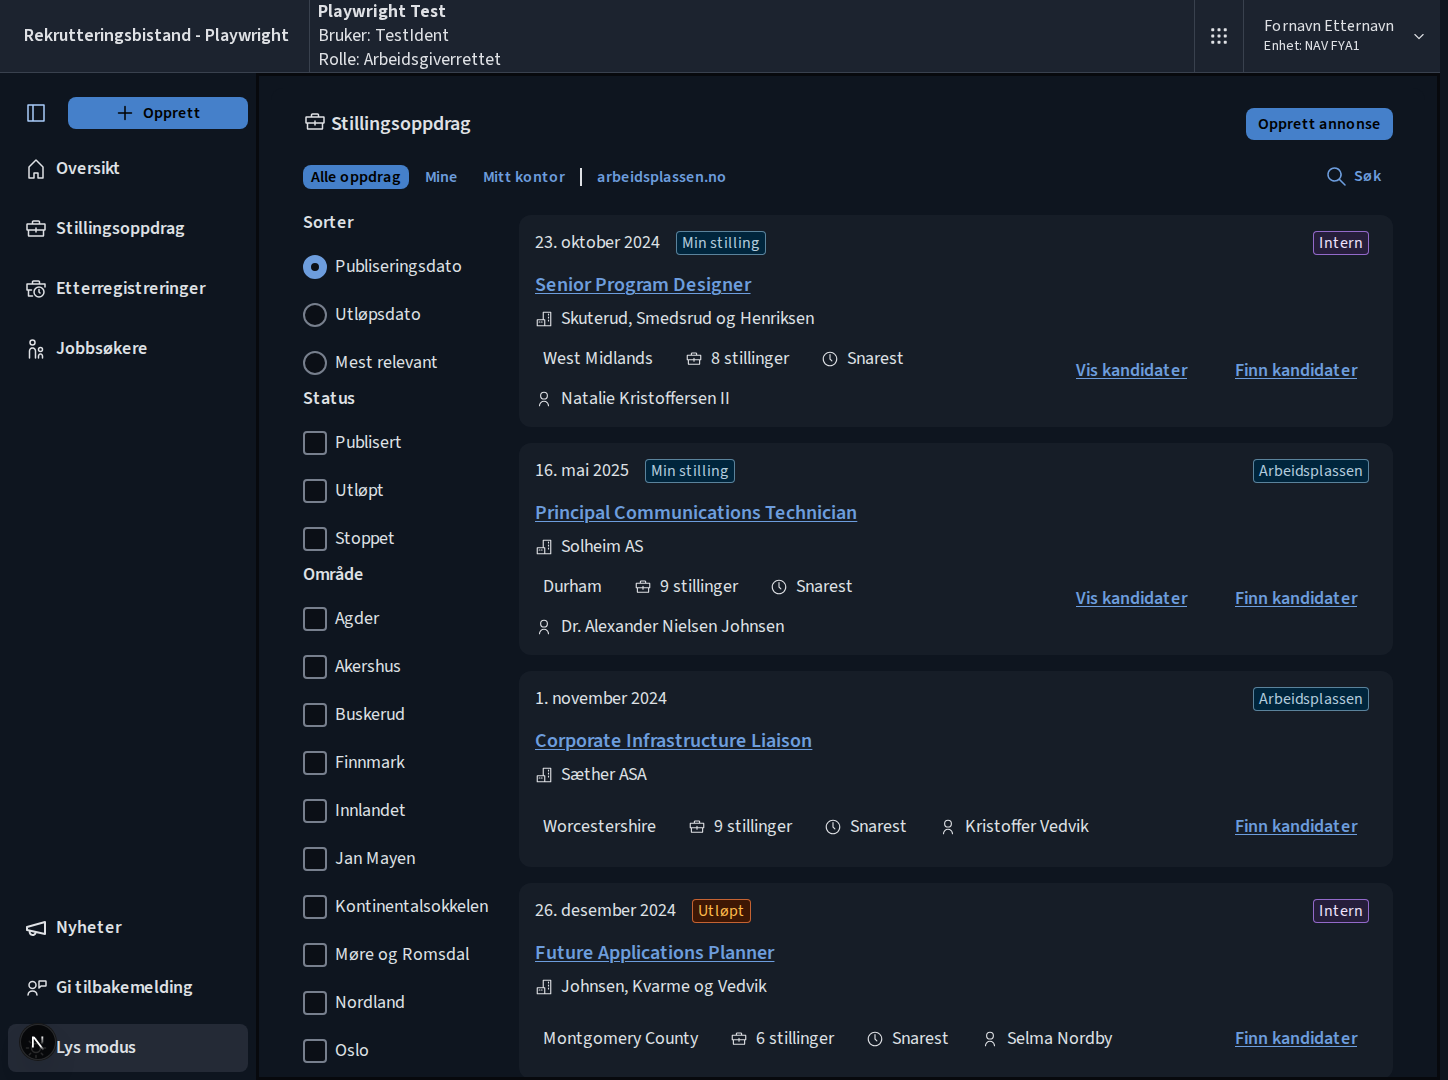 Rekrutteringsbistand - Playwright
Playwright Test
Bruker: TestIdent
Rolle: Arbeidsgiverrettet
Fornavn Etternavn
Enhet: NAV FYA1
Opprett
Oversikt
Stillingsoppdrag
Etterregistreringer
Jobbsøkere
Nyheter
Gi tilbakemelding
N
Lys modus
Stillingsoppdrag
Opprett annonse
Alle oppdrag
Mine
Mitt kontor
arbeidsplassen.no
Søk
Sorter
Publiseringsdato
Utløpsdato
Mest relevant
Status
Publisert
Utløpt
Stoppet
Område
Agder
Akershus
Buskerud
Finnmark
Innlandet
Jan Mayen
Kontinentalsokkelen
Møre og Romsdal
Nordland
Oslo
23. oktober 2024 Min stilling Intern
Senior Program Designer
Skuterud, Smedsrud og Henriksen
West Midlands 8 stillinger Snarest
Natalie Kristoffersen II
Vis kandidater Finn kandidater
16. mai 2025 Min stilling Arbeidsplassen
Principal Communications Technician
Solheim AS
Durham 9 stillinger Snarest
Dr. Alexander Nielsen Johnsen
Vis kandidater Finn kandidater
1. november 2024 Arbeidsplassen
Corporate Infrastructure Liaison
Sæther ASA
Worcestershire 9 stillinger Snarest Kristoffer Vedvik Finn kandidater
26. desember 2024 Utløpt Intern
Future Applications Planner
Johnsen, Kvarme og Vedvik
Montgomery County 6 stillinger Snarest Selma Nordby Finn kandidater